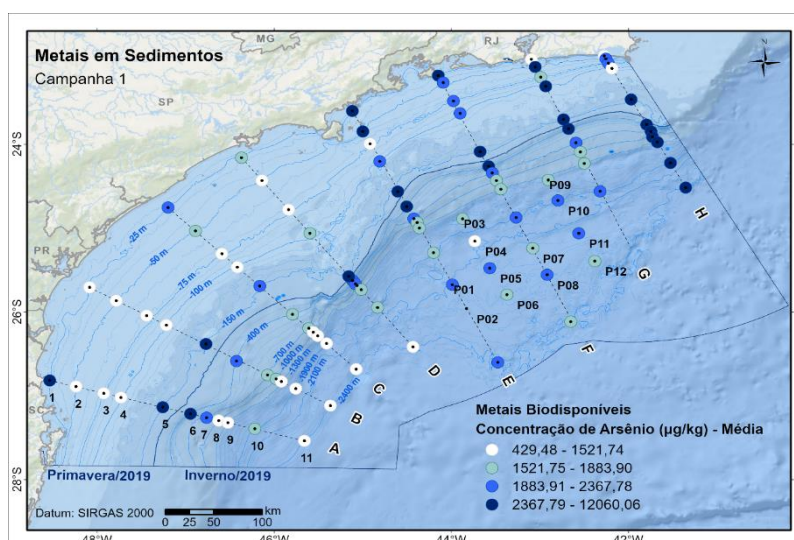 MG
RJ
Metais em Sedimentos
Campanha 1
SP
24°S
PR
-25 m
-50 m
-75 m
-100 m
-150 m
-400 m
-700 m
-1000 m
-1300 m
-1900 m
-2100 m
-2400 m
P09
P03
P10
H
P04
P11
P07
G
P05
P12
P01
P08
P06
26°S
P02
F
E
D
C
B
SC
1
2
3
4
5
6
7
8
9
10
11
A
Metais Biodisponíveis
Concentração de Arsênio (µg/kg) - Média
429,48 - 1521,74
1521,75 - 1883,90
1883,91 - 2367,78
2367,79 - 12060,06
Primavera/2019
Inverno/2019
28°S
Datum: SIRGAS 2000
km
0 25 50 100
48°W
46°W
44°W
42°W